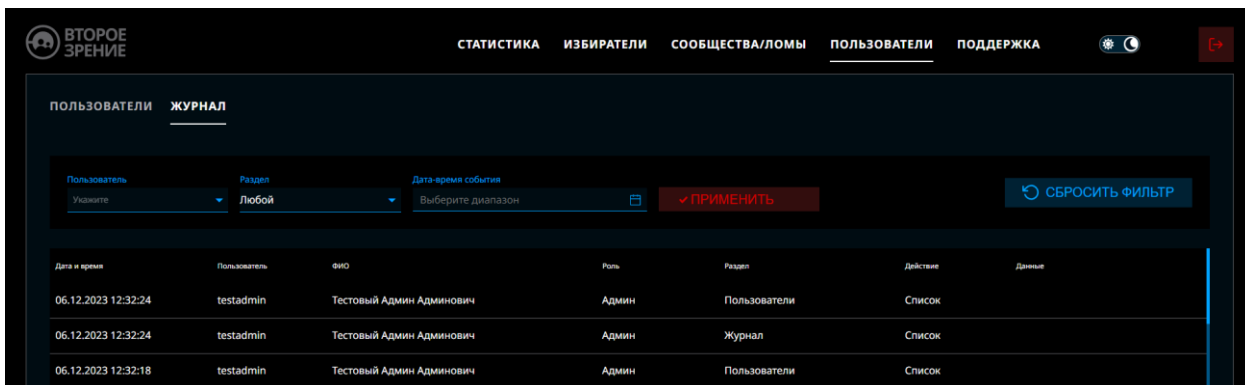 ВТОРОЕ
ЗРЕНИЕ
СТАТИСТИКА ИЗБИРАТЕЛИ СООБЩЕСТВА/ЛОМЫ ПОЛЬЗОВАТЕЛИ ПОДДЕРЖКА
ПОЛЬЗОВАТЕЛИ ЖУРНАЛ
Пользователь Раздел Дата-время события
Укажите Любой Выберите диапазон ПРИМЕНИТЬ СБРОСИТЬ ФИЛЬТР
Дата и время Пользователь ФИО Роль Раздел Действие Данные
06.12.2023 12:32:24 testadmin Тестовый Админ Админович Админ Пользователи Список
06.12.2023 12:32:24 testadmin Тестовый Админ Админович Админ Журнал Список
06.12.2023 12:32:18 testadmin Тестовый Админ Админович Админ Пользователи Список